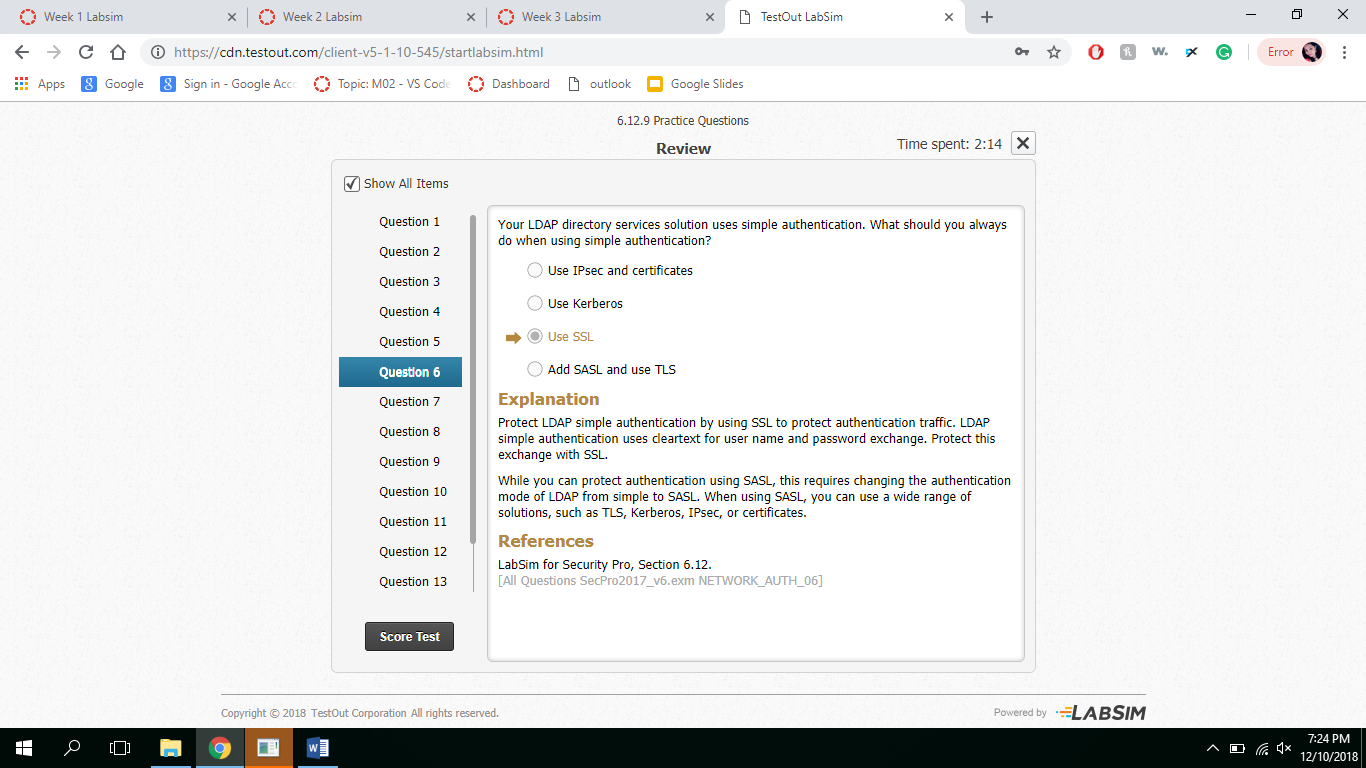 Week 1 Labsim
Week 2 Labsim
Week 3 Labsim
TestOut LabSim
https://cdn.testout.com/client-v5-1-10-545/startlabsim.html
Error
Apps
Google
Sign in - Google Acc
Topic: M02 - VS Code
Dashboard
outlook
Google Slides
6.12.9 Practice Questions
Review
Time spent: 2:14
Show All Items
Question 1
Question 2
Question 3
Question 4
Question 5
Question 6
Question 7
Question 8
Question 9
Question 10
Question 11
Question 12
Question 13
Score Test
Your LDAP directory services solution uses simple authentication. What should you always
do when using simple authentication?
Use IPsec and certificates
Use Kerberos
Use SSL
Add SASL and use TLS
Explanation
Protect LDAP simple authentication by using SSL to protect authentication traffic. LDAP
simple authentication uses cleartext for user name and password exchange. Protect this
exchange with SSL.
While you can protect authentication using SASL, this requires changing the authentication
mode of LDAP from simple to SASL. When using SASL, you can use a wide range of
solutions, such as TLS, Kerberos, IPsec, or certificates.
References
LabSim for Security Pro, Section 6.12.
[All Questions SecPro2017_v6.exm NETWORK_AUTH_06]
Copyright © 2018 TestOut Corporation All rights reserved.
Powered by LABSIM
7:24 PM
12/10/2018